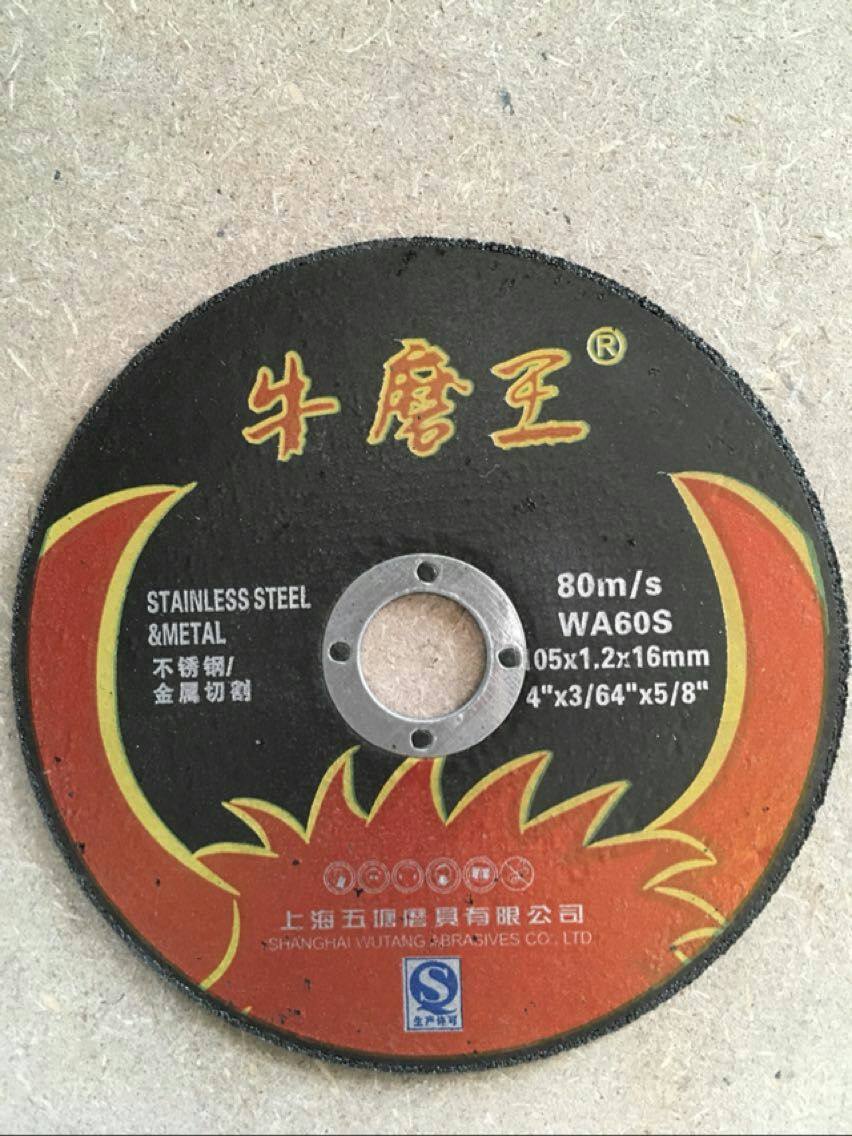 牛磨王®
STAINLESS STEEL
&METAL
不锈钢/
金属切割
80m/s
WA60S
105x1.2x16mm
4"x3/64"x5/8"
上海五塘磨具有限公司
SHANGHAI WUTANG ABRASIVES CO., LTD
生产许可